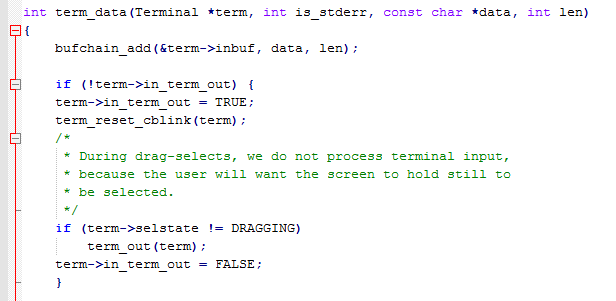 int term_data(Terminal *term, int is_stderr, const char *data, int len)
{
    bufchain_add(&term->inbuf, data, len);

    if (!term->in_term_out) {
    term->in_term_out = TRUE;
    term_reset_cblink(term);
    /*
     * During drag-selects, we do not process terminal input,
     * because the user will want the screen to hold still to
     * be selected.
     */
    if (term->selstate != DRAGGING)
        term_out(term);
    term->in_term_out = FALSE;
    }